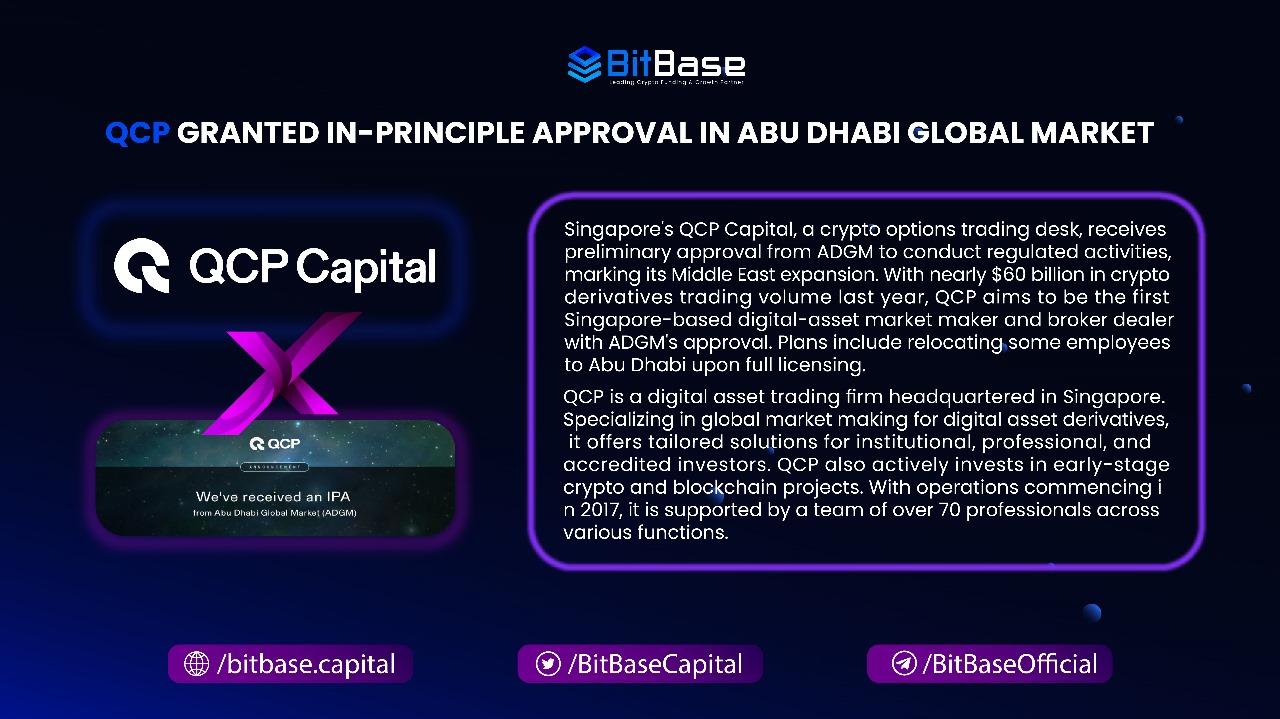 BitBase
Leading Crypto Funding & Growth Partner
QCP GRANTED IN-PRINCIPLE APPROVAL IN ABU DHABI GLOBAL MARKET
QCP Capital
QCP
ANNOUNCEMENT
We've received an IPA
from Abu Dhabi Global Market (ADGM)
Singapore's QCP Capital, a crypto options trading desk, receives
preliminary approval from ADGM to conduct regulated activities,
marking its Middle East expansion. With nearly $60 billion in crypto
derivatives trading volume last year, QCP aims to be the first
Singapore-based digital-asset market maker and broker dealer
with ADGM's approval. Plans include relocating some employees
to Abu Dhabi upon full licensing.
QCP is a digital asset trading firm headquartered in Singapore.
Specializing in global market making for digital asset derivatives,
it offers tailored solutions for institutional, professional, and
accredited investors. QCP also actively invests in early-stage
crypto and blockchain projects. With operations commencing i
n 2017, it is supported by a team of over 70 professionals across
various functions.
/bitbase.capital
/BitBaseCapital
/BitBaseOfficial